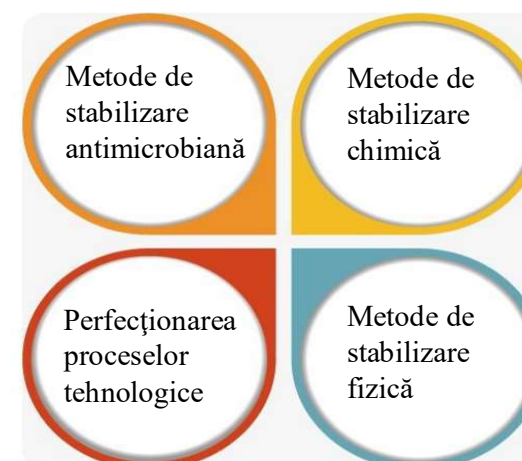 Metode de
stabilizare
antimicrobiană
Metode de
stabilizare
chimică
Perfecţionarea
proceselor
tehnologice
Metode de
stabilizare
fizică